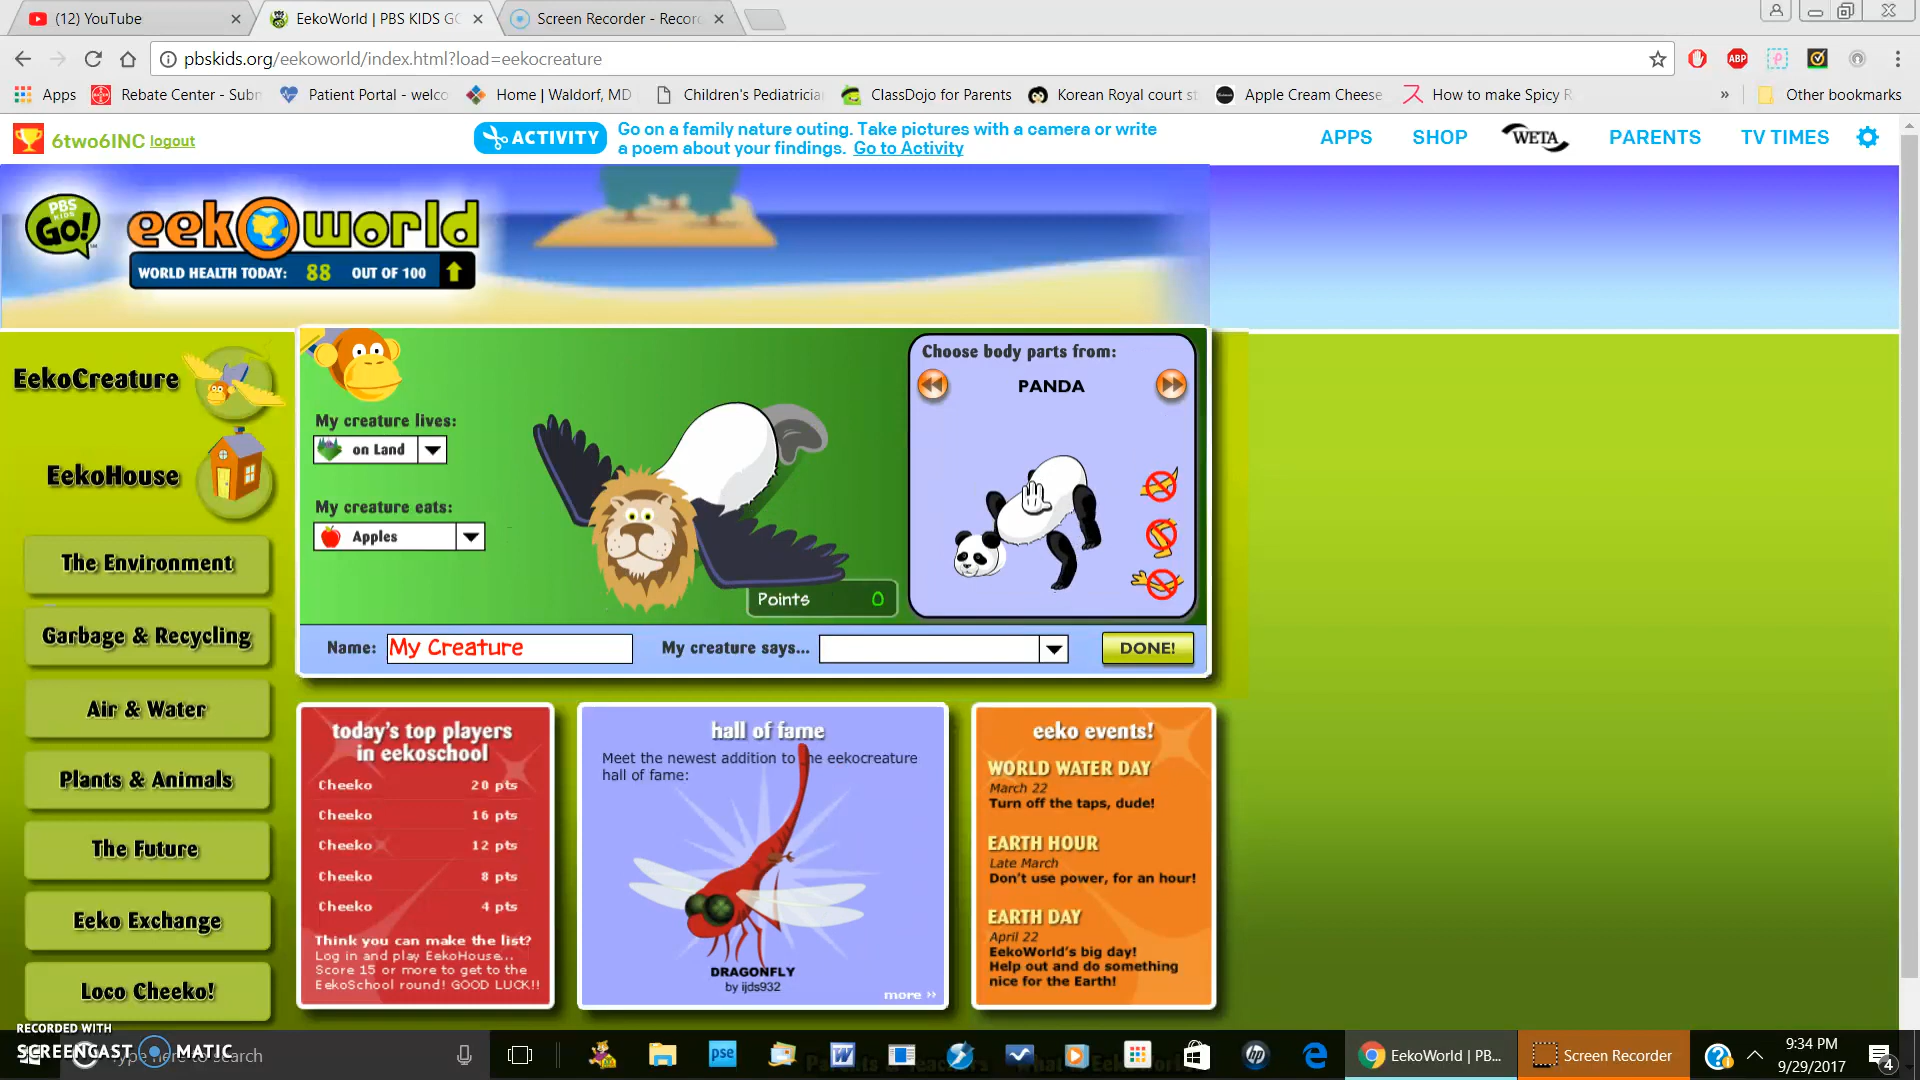 (12) YouTube
EekoWorld | PBS KIDS GO
Screen Recorder - Record
pbskids.org/eekoworld/index.html?load=eekocreature
ABP
Apps
Rebate Center - Subm
Patient Portal - welco
Home | Waldorf, MD
Children's Pediatricia
ClassDojo for Parents
Korean Royal court st
Apple Cream Cheese
How to make Spicy R
»
Other bookmarks
6two6INC logout
ACTIVITY
Go on a family nature outing. Take pictures with a camera or write
a poem about your findings. Go to Activity
APPS
SHOP
WETA
PARENTS
TV TIMES
PBS KIDS GO!
eekoworld
WORLD HEALTH TODAY: 88 OUT OF 100
EekoCreature
EekoHouse
The Environment
Garbage & Recycling
Air & Water
Plants & Animals
The Future
Eeko Exchange
Loco Cheeko!
My creature lives:
on Land
My creature eats:
Apples
Choose body parts from:
PANDA
Points 0
Name: My Creature
My creature says...
DONE!
today's top players
in eekoschool
Cheeko 20 pts
Cheeko 16 pts
Cheeko 12 pts
Cheeko 8 pts
Cheeko 4 pts
Think you can make the list?
Log in and play EekoHouse...
Score 15 or more to get to the
EekoSchool round! GOOD LUCK!!
hall of fame
Meet the newest addition to the eekocreature
hall of fame:
DRAGONFLY
by ijds932
more >>
eeko events!
WORLD WATER DAY
March 22
Turn off the taps, dude!
EARTH HOUR
Late March
Don't use power, for an hour!
EARTH DAY
April 22
EekoWorld's big day!
Help out and do something
nice for the Earth!
RECORDED WITH
SCREENCAST MATIC
Type here to search
pse
W
hp
EekoWorld | PB...
Screen Recorder
9:34 PM
9/29/2017
4